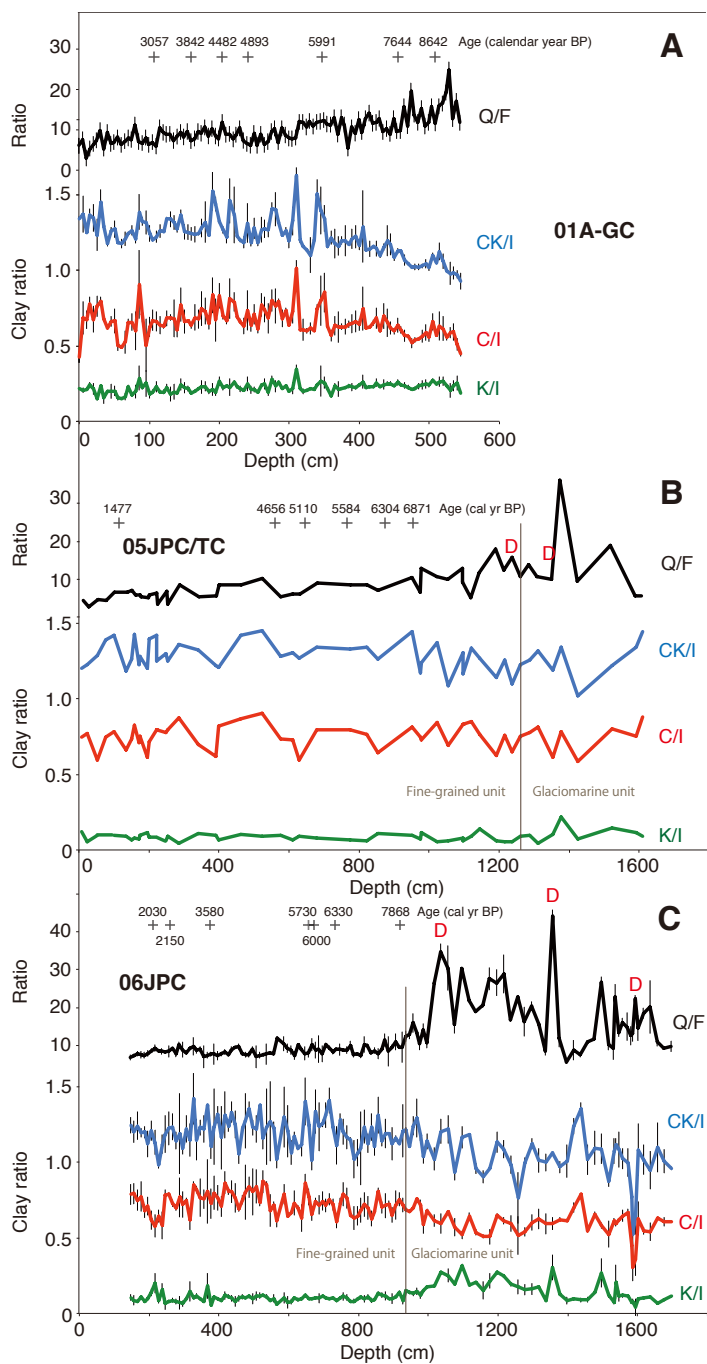 3057 3842 4482 4893 5991 7644 8642 Age (calendar year BP)
A
30
20
10
0
Ratio
Q/F
1.5
1.0
0.5
0
Clay ratio
CK/I
01A-GC
C/I
K/I
0 100 200 300 400 500 600
Depth (cm)
B
1477 4656 5110 5584 6304 6871 Age (cal yr BP)
05JPC/TC
30
20
10
Ratio
D D
Q/F
1.5
1.0
0.5
0
Clay ratio
CK/I
C/I
Fine-grained unit Glaciomarine unit
K/I
0 400 800 1200 1600
Depth (cm)
C
2030 3580 5730 6330 7868 Age (cal yr BP)
2150 6000
D D D
06JPC
40
30
20
10
Ratio
Q/F
1.5
1.0
0.5
0
Clay ratio
CK/I
C/I
Fine-grained unit Glaciomarine unit
K/I
0 400 800 1200 1600
Depth (cm)